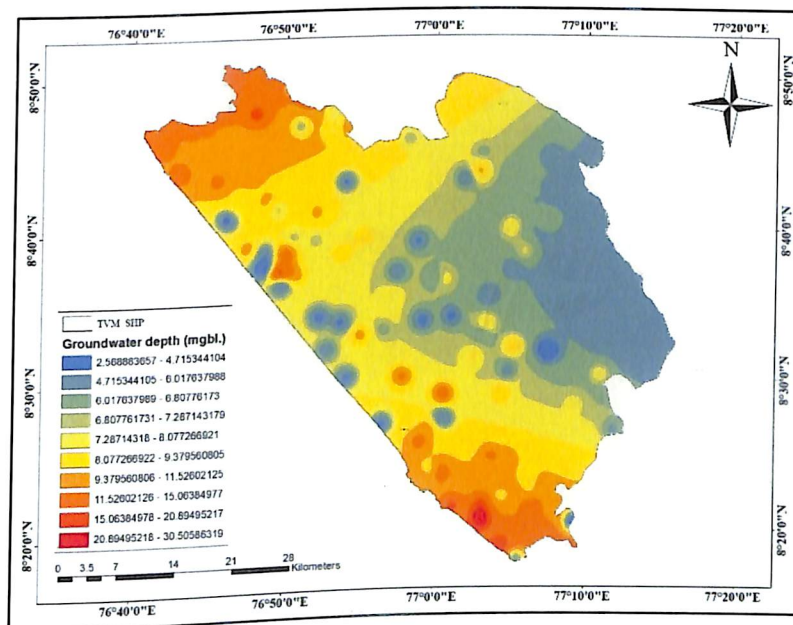 76°40'0"E 76°50'0"E 77°0'0"E 77°10'0"E 77°20'0"E
N
8°50'0"N 8°50'0"N
8°40'0"N 8°40'0"N
8°30'0"N 8°30'0"N
8°20'0"N 8°20'0"N
TVM SHP
Groundwater depth (mgbl.)
2.568883657 - 4.715344104
4.715344105 - 6.017637988
6.017637989 - 6.80776173
6.807761731 - 7.287143179
7.28714318 - 8.077266921
8.077266922 - 9.379560805
9.379560806 - 11.52602125
11.52602126 - 15.06384977
15.06384978 - 20.89495217
20.89495218 - 30.50586319
0 3.5 7 14 21 28
Kilometers
76°40'0"E 76°50'0"E 77°0'0"E 77°10'0"E 77°20'0"E